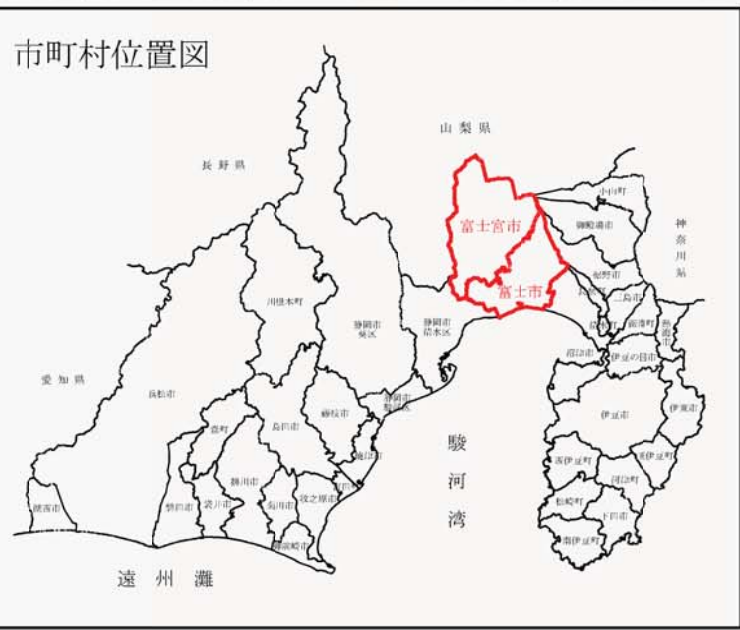 市町村位置図
山梨県
長野県
小山町
富士宮市
御殿場市
神奈川県
裾野市
富士市
三島市
川根本町
静岡市
葵区
静岡市
清水区
清水町
函南町
熱海市
沼津市
伊豆の国市
愛知県
浜松市
静岡市
駿河区
森町
島田市
藤枝市
伊豆市
伊東市
駿河湾
焼津市
西伊豆町
東伊豆町
掛川市
河津町
湖西市
磐田市
袋井市
菊川市
牧之原市
松崎町
下田市
御前崎市
南伊豆町
遠州灘